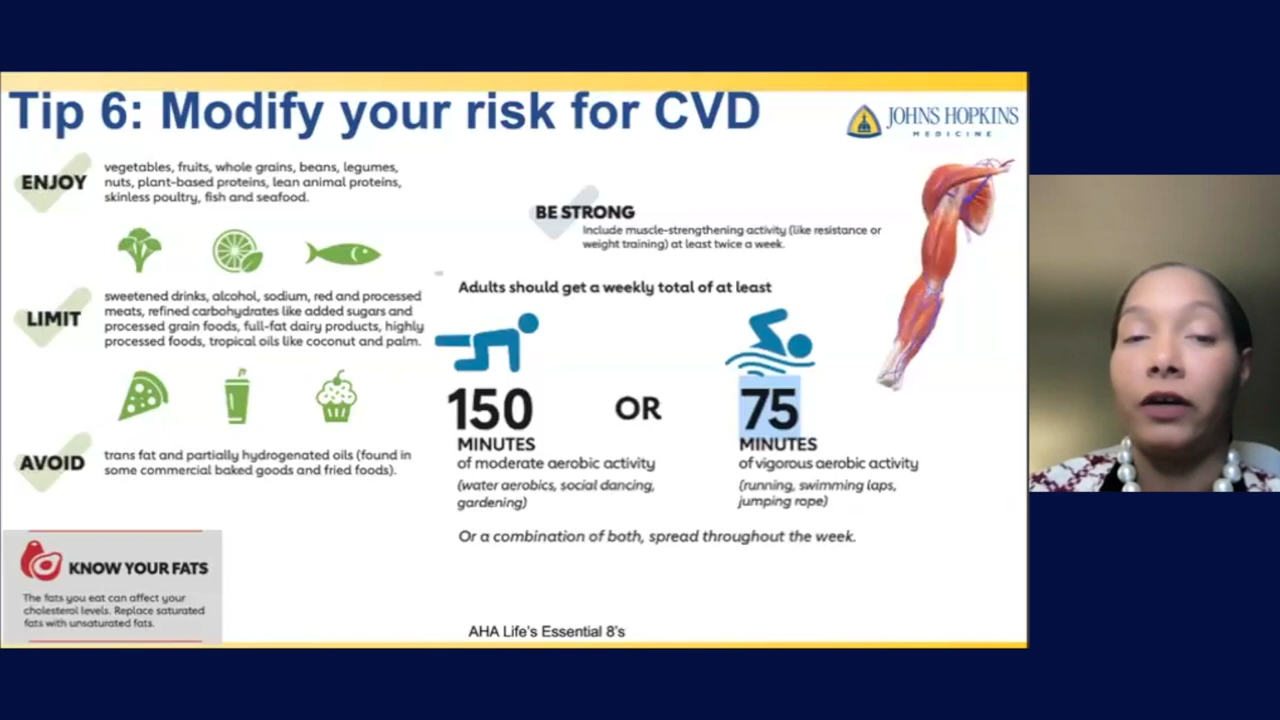 Tip 6: Modify your risk for CVD
JOHNS HOPKINS
MEDICINE
ENJOY
vegetables, fruits, whole grains, beans, legumes,
nuts, plant-based proteins, lean animal proteins,
skinless poultry, fish and seafood.
LIMIT
sweetened drinks, alcohol, sodium, red and processed
meats, refined carbohydrates like added sugars and
processed grain foods, full-fat dairy products, highly
processed foods, tropical oils like coconut and palm.
AVOID
trans fat and partially hydrogenated oils (found in
some commercial baked goods and fried foods).
KNOW YOUR FATS
The fats you eat can affect your
cholesterol levels. Replace saturated
fats with unsaturated fats.
BE STRONG
Include muscle-strengthening activity (like resistance or
weight training) at least twice a week.
Adults should get a weekly total of at least
150
MINUTES
of moderate aerobic activity
(water aerobics, social dancing,
gardening)
OR
75
MINUTES
of vigorous aerobic activity
(running, swimming laps,
jumping rope)
Or a combination of both, spread throughout the week.
AHA Life's Essential 8's